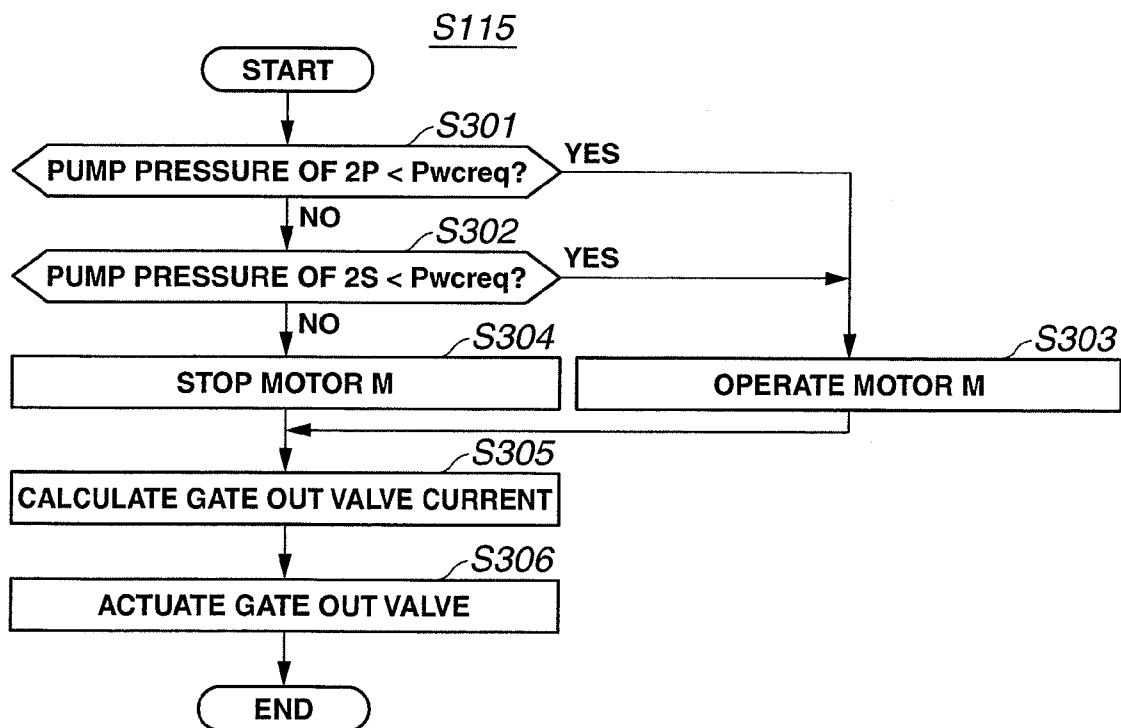 S115
START
S301
PUMP PRESSURE OF 2P < Pwcreq?
YES
NO
S302
PUMP PRESSURE OF 2S < Pwcreq?
YES
NO
S304
STOP MOTOR M
S303
OPERATE MOTOR M
S305
CALCULATE GATE OUT VALVE CURRENT
S306
ACTUATE GATE OUT VALVE
END